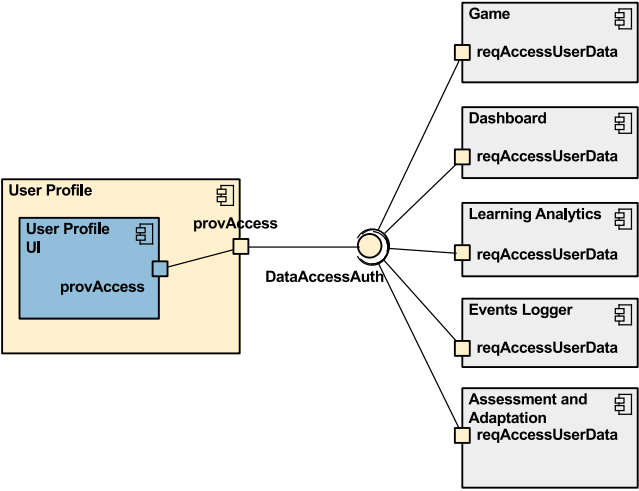 Game
reqAccessUserData
Dashboard
reqAccessUserData
User Profile
provAccess
User Profile
UI
provAccess
DataAccessAuth
Learning Analytics
reqAccessUserData
Events Logger
reqAccessUserData
Assessment and
Adaptation
reqAccessUserData